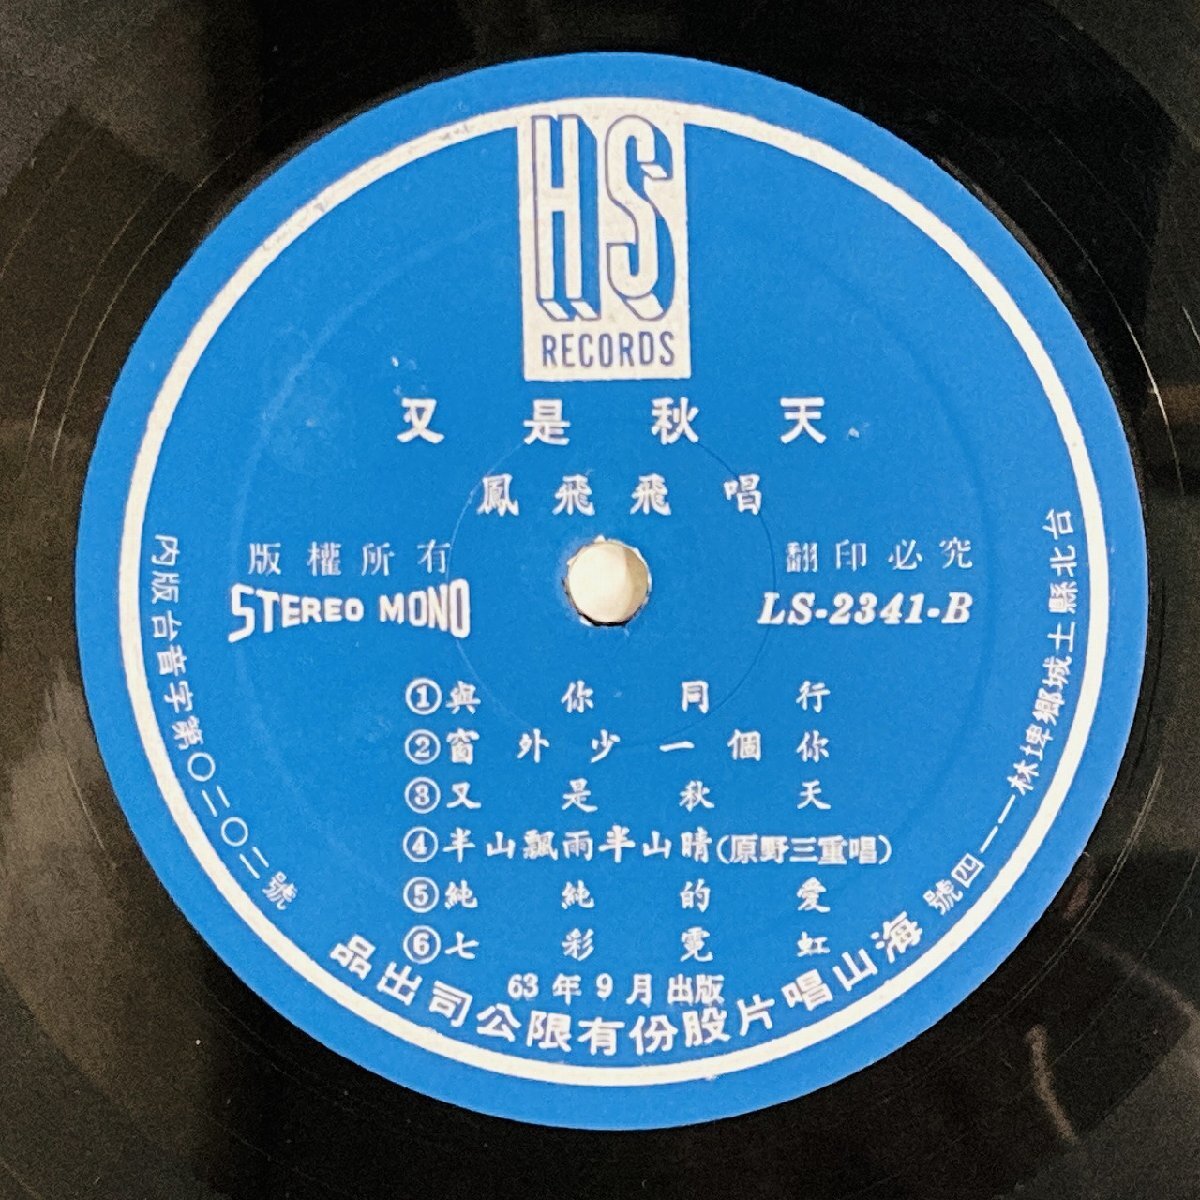 HS
RECORDS
又是秋天
鳳飛飛唱
版權所有
翻印必究
STEREO MONO
LS-2341-B
①與你同行
②窗外少一個你
③又是秋天
④半山飄雨半山晴(原野三重唱)
⑤純純的愛
⑥七彩霓虹
63年9月出版
內版台音字第〇二〇二號
台北縣土城鄉埤林一一四號
海山唱片股份有限公司出品